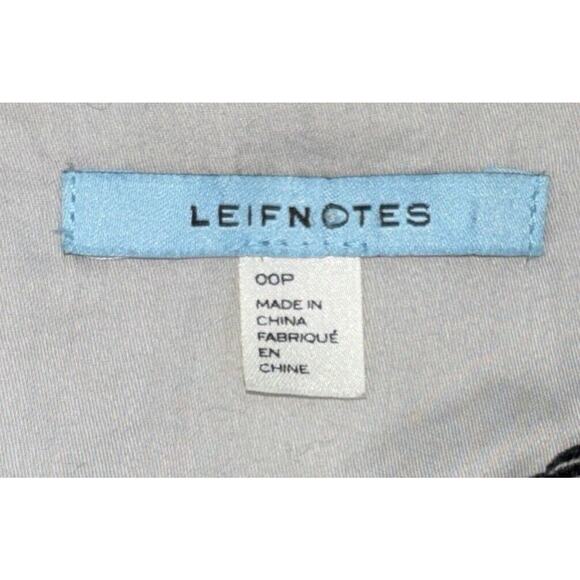 LEIFNOTES
00P
MADE IN
CHINA
FABRIQUÉ
EN
CHINE